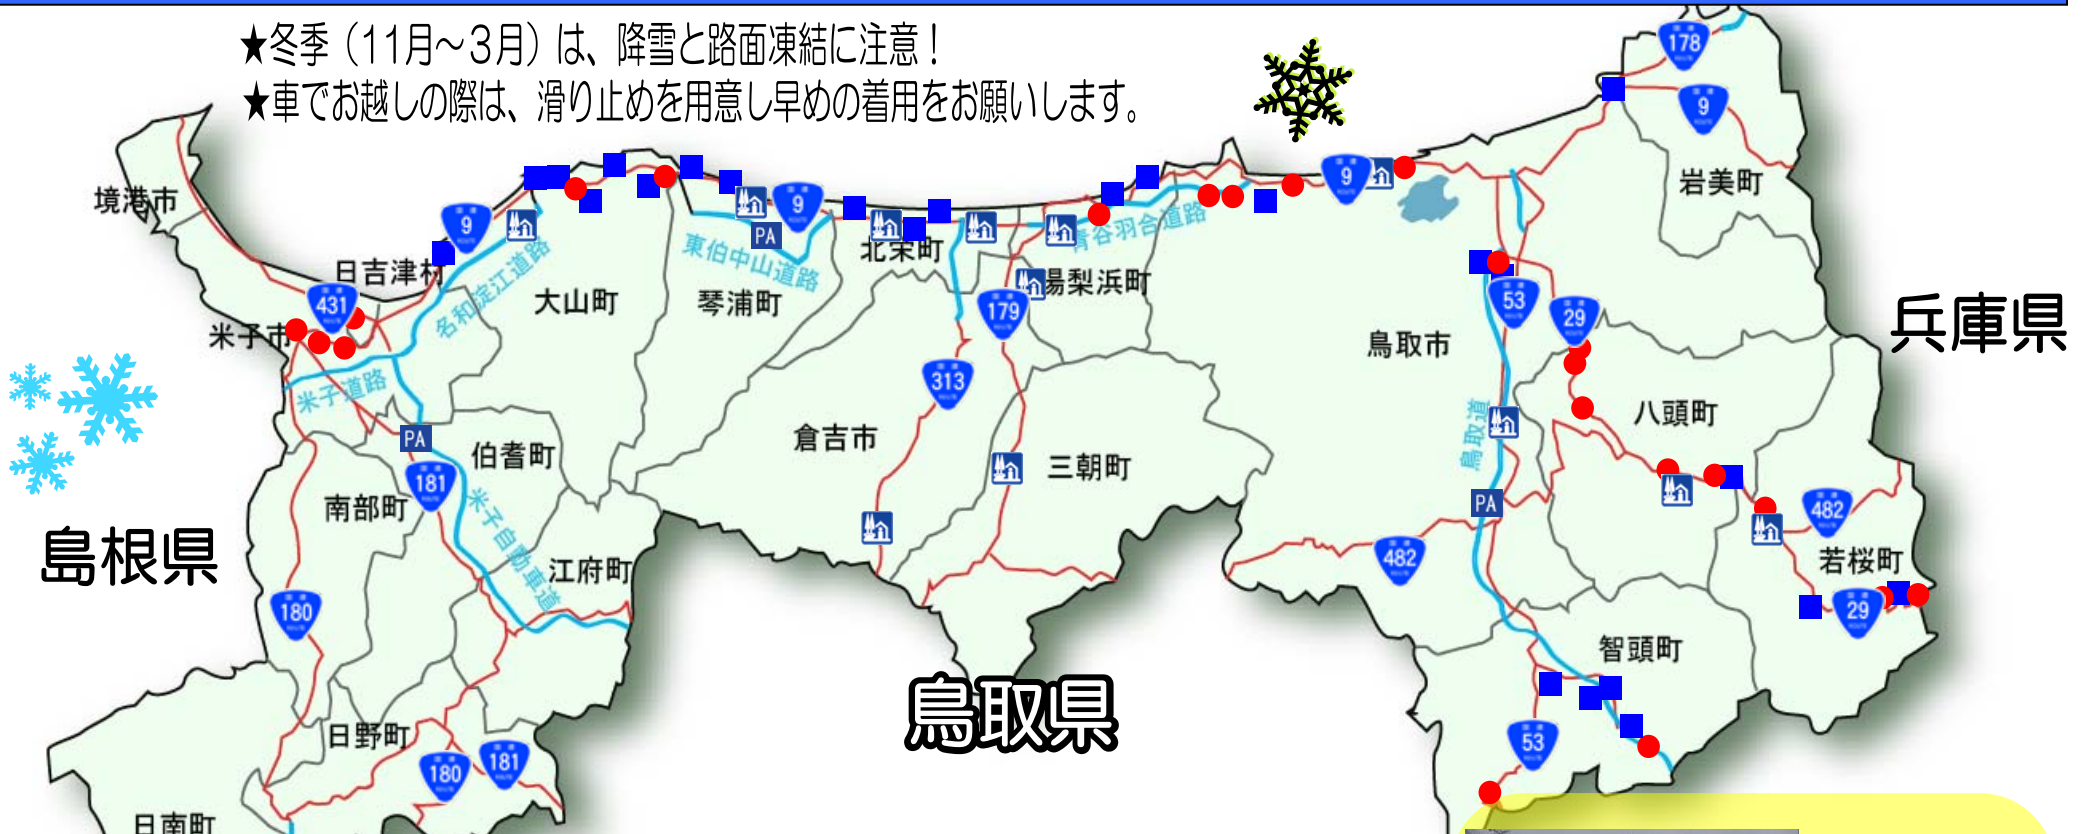 ★冬季（11月～３月）は、降雪と路面凍結に注意！
★車でお越しの際は、滑り止めを用意し早めの着用をお願いします。
178
9
岩美町
境港市
9
9
9
PA
北栄町
青谷羽合道路
東伯中山道路
日吉津村
名和淀江道路
大山町
琴浦町
湯梨浜町
431
179
53
29
兵庫県
米子市
鳥取市
米子道路
313
八頭町
鳥取道
PA
伯耆町
倉吉市
三朝町
181
南部町
米子自動車道
PA
482
島根県
江府町
482
若桜町
180
29
智頭町
鳥取県
日野町
53
180
181
日南町